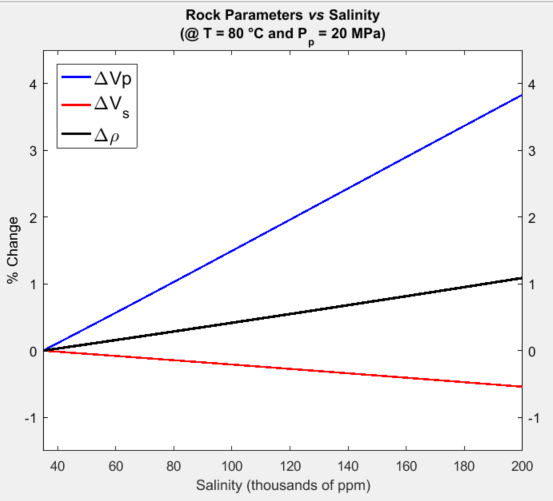 Rock Parameters vs Salinity
(@ T = 80 °C and Pp = 20 MPa)
ΔVp
ΔVs
Δρ
4
3
2
1
0
-1
4
3
2
1
0
-1
% Change
40 60 80 100 120 140 160 180 200
Salinity (thousands of ppm)